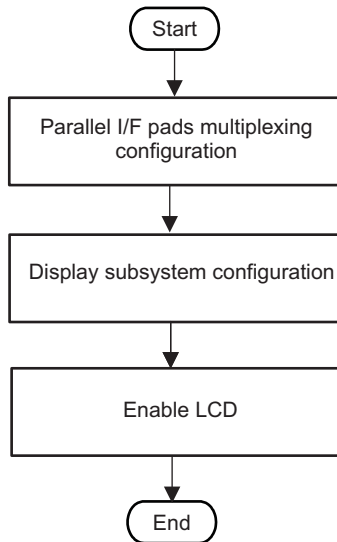 Start
Parallel I/F pads multiplexing
configuration
Display subsystem configuration
Enable LCD
End